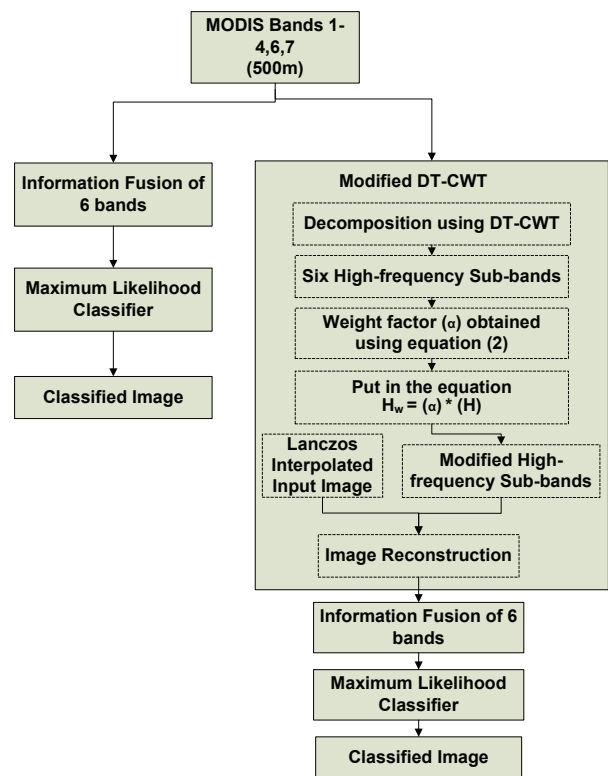 MODIS Bands 1-
4,6,7
(500m)
Information Fusion of
6 bands
Maximum Likelihood
Classifier
Classified Image
Modified DT-CWT
Decomposition using DT-CWT
Six High-frequency Sub-bands
Weight factor (α) obtained
using equation (2)
Put in the equation
Hw = (α) * (H)
Lanczos
Interpolated
Input Image
Modified High-
frequency Sub-bands
Image Reconstruction
Information Fusion of 6
bands
Maximum Likelihood
Classifier
Classified Image